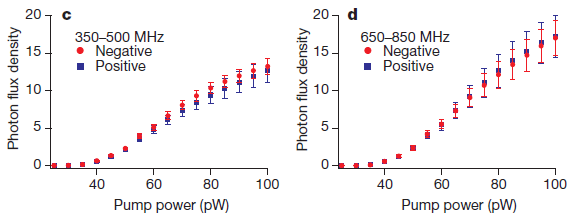 c
350–500 MHz
Negative
Positive
Photon flux density
20
15
10
5
0
40
60
80
100
Pump power (pW)
d
650–850 MHz
Negative
Positive
Photon flux density
20
15
10
5
0
40
60
80
100
Pump power (pW)